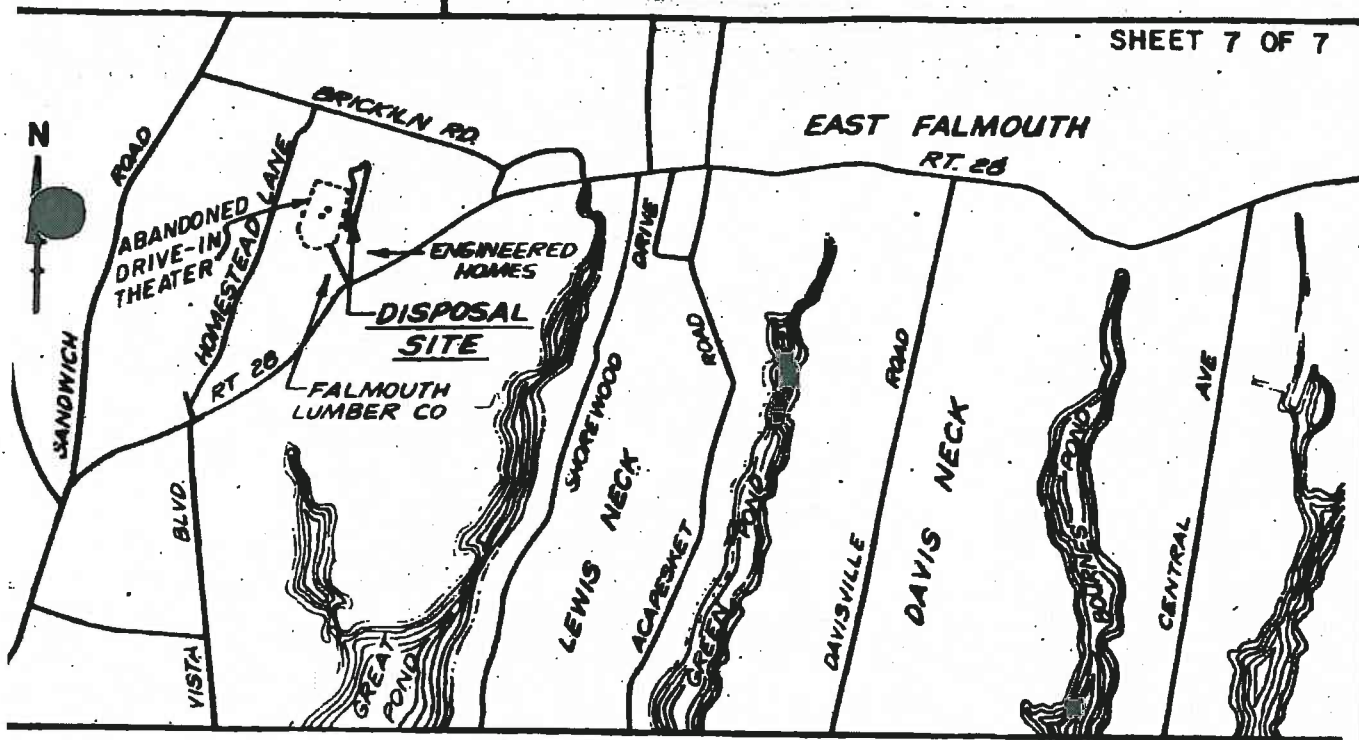 SHEET 7 OF 7
N
BRICKILN RD.
EAST FALMOUTH
RT. 28
ROAD
HOMESTEAD LANE
ABANDONED
DRIVE-IN
THEATER
ENGINEERED
HOMES
DISPOSAL
SITE
SANDWICH
RT 28
FALMOUTH
LUMBER CO
DRIVE
SHOREWOOD
ROAD
ROAD
AVE
BLVD.
VISTA
GREAT
POND
LEWIS NECK
ACAPESKET
GREEN POND
DAVISVILLE
DAVIS NECK
BOURNES POND
CENTRAL